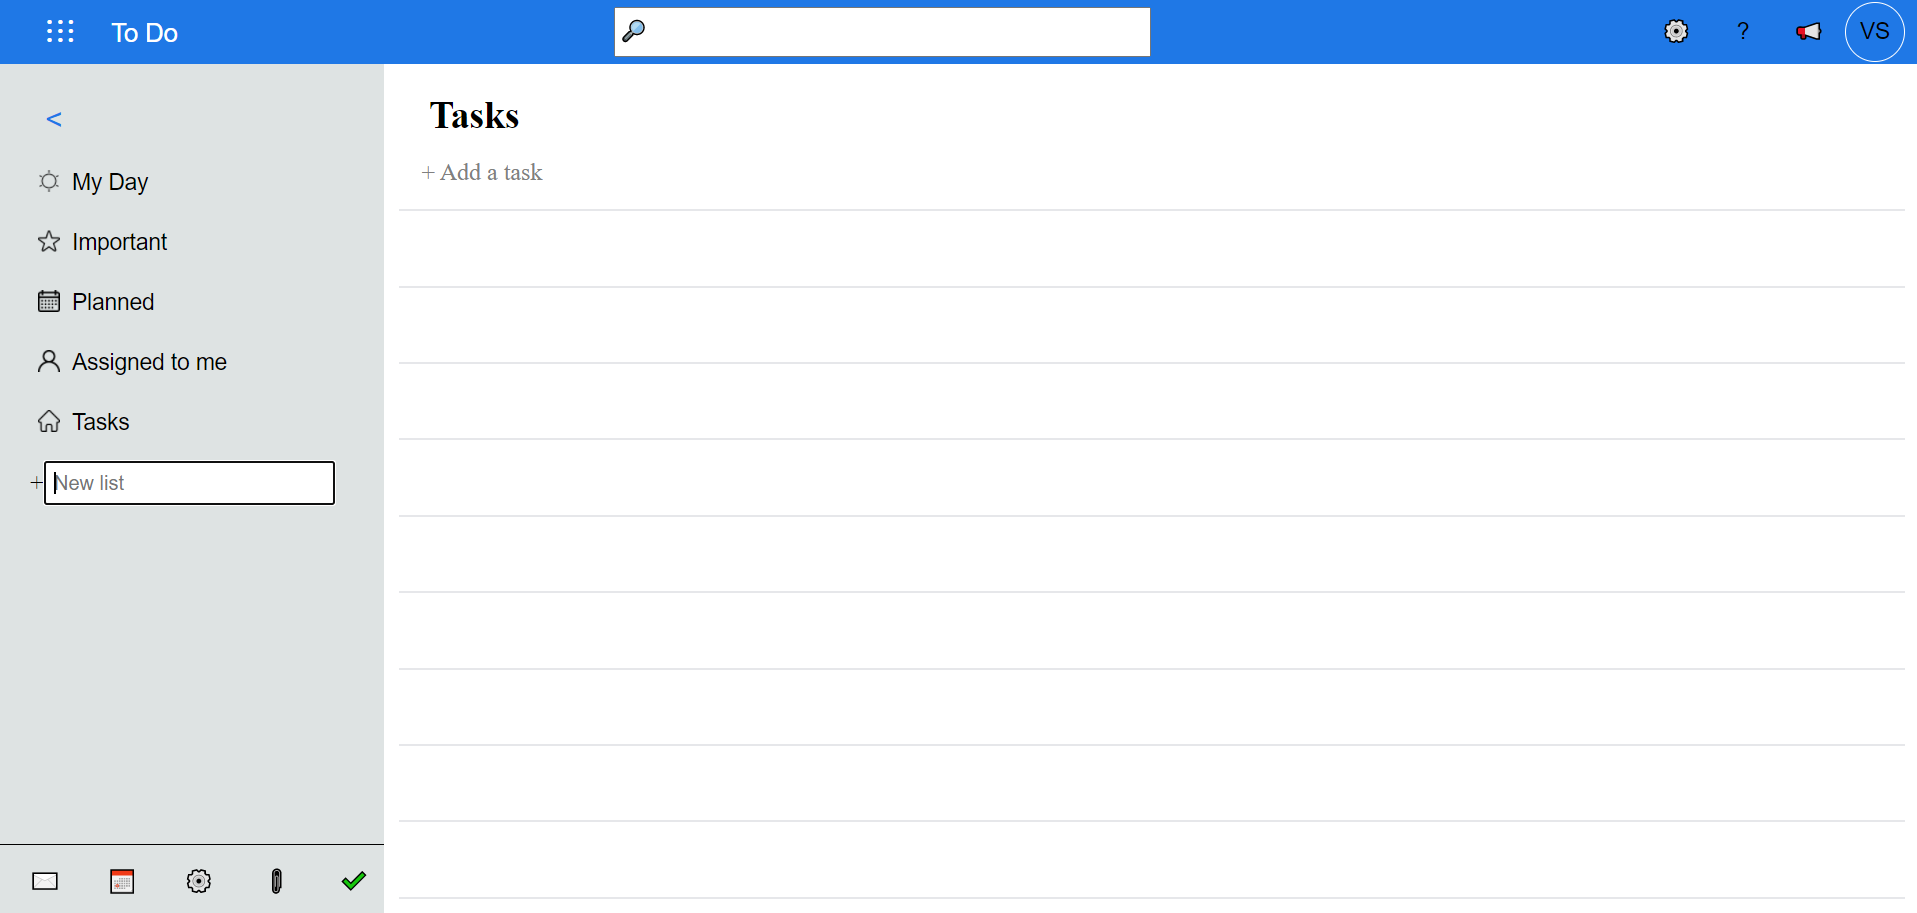 To Do
?
VS
<
My Day
Important
Planned
Assigned to me
Tasks
+ New list
Tasks
+ Add a task